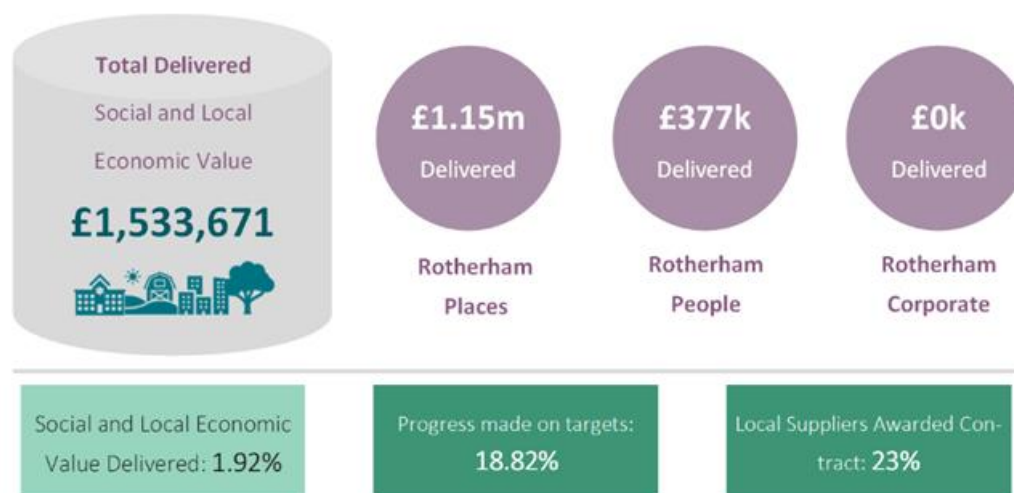 Total Delivered
Social and Local
Economic Value
£1,533,671
£1.15m
Delivered
Rotherham
Places
£377k
Delivered
Rotherham
People
£0k
Delivered
Rotherham
Corporate
Social and Local Economic
Value Delivered: 1.92%
Progress made on targets:
18.82%
Local Suppliers Awarded Con-
tract: 23%